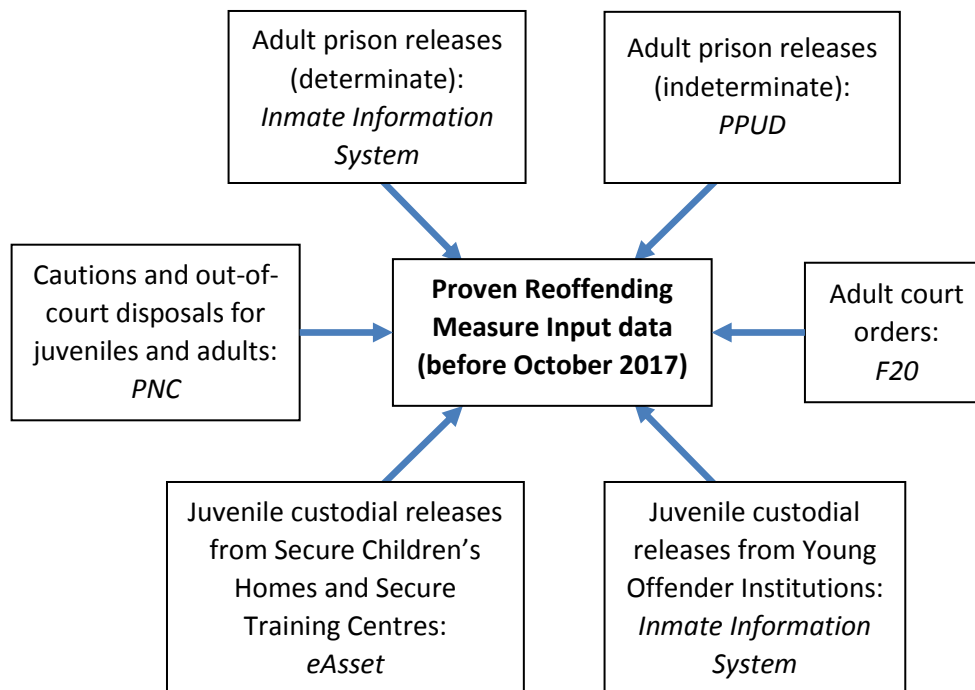 Adult prison releases
(determinate):
Inmate Information
System
Adult prison releases
(indeterminate):
PPUD
Cautions and out-of-
court disposals for
juveniles and adults:
PNC
Proven Reoffending
Measure Input data
(before October 2017)
Adult court
orders:
F20
Juvenile custodial releases
from Secure Children’s
Homes and Secure
Training Centres:
eAsset
Juvenile custodial
releases from Young
Offender Institutions:
Inmate Information
System